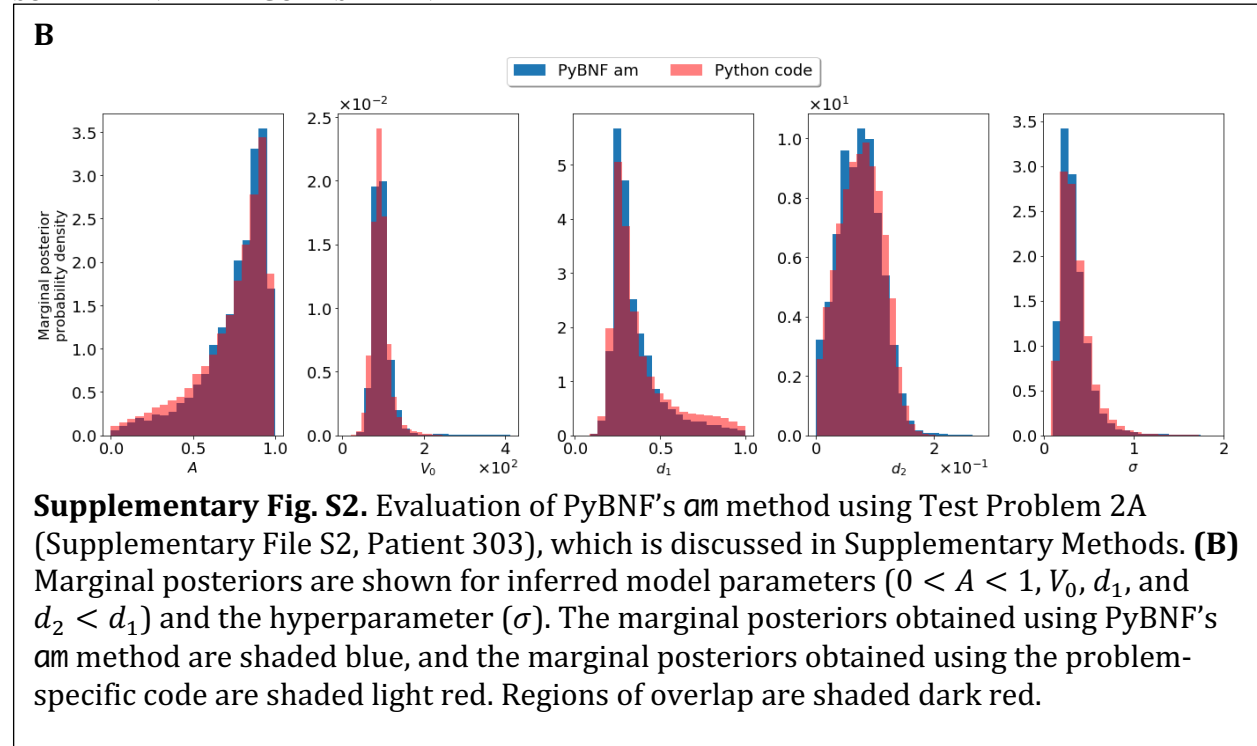 B
PyBNF am Python code
Marginal posterior
probability density
3.5
3.0
2.5
2.0
1.5
1.0
0.5
0.0
0.0 0.5 1.0
A
×10⁻²
2.5
2.0
1.5
1.0
0.5
0.0
0 2 4
V₀ ×10²
5
4
3
2
1
0
0.0 0.5 1.0
d₁
×10¹
1.0
0.8
0.6
0.4
0.2
0.0
0 2
d₂ ×10⁻¹
3.5
3.0
2.5
2.0
1.5
1.0
0.5
0.0
0 1 2
σ
Supplementary Fig. S2. Evaluation of PyBNF’s am method using Test Problem 2A
(Supplementary File S2, Patient 303), which is discussed in Supplementary Methods. (B)
Marginal posteriors are shown for inferred model parameters (0 < A < 1, V₀, d₁, and
d₂ < d₁) and the hyperparameter (σ). The marginal posteriors obtained using PyBNF’s
am method are shaded blue, and the marginal posteriors obtained using the problem-
specific code are shaded light red. Regions of overlap are shaded dark red.